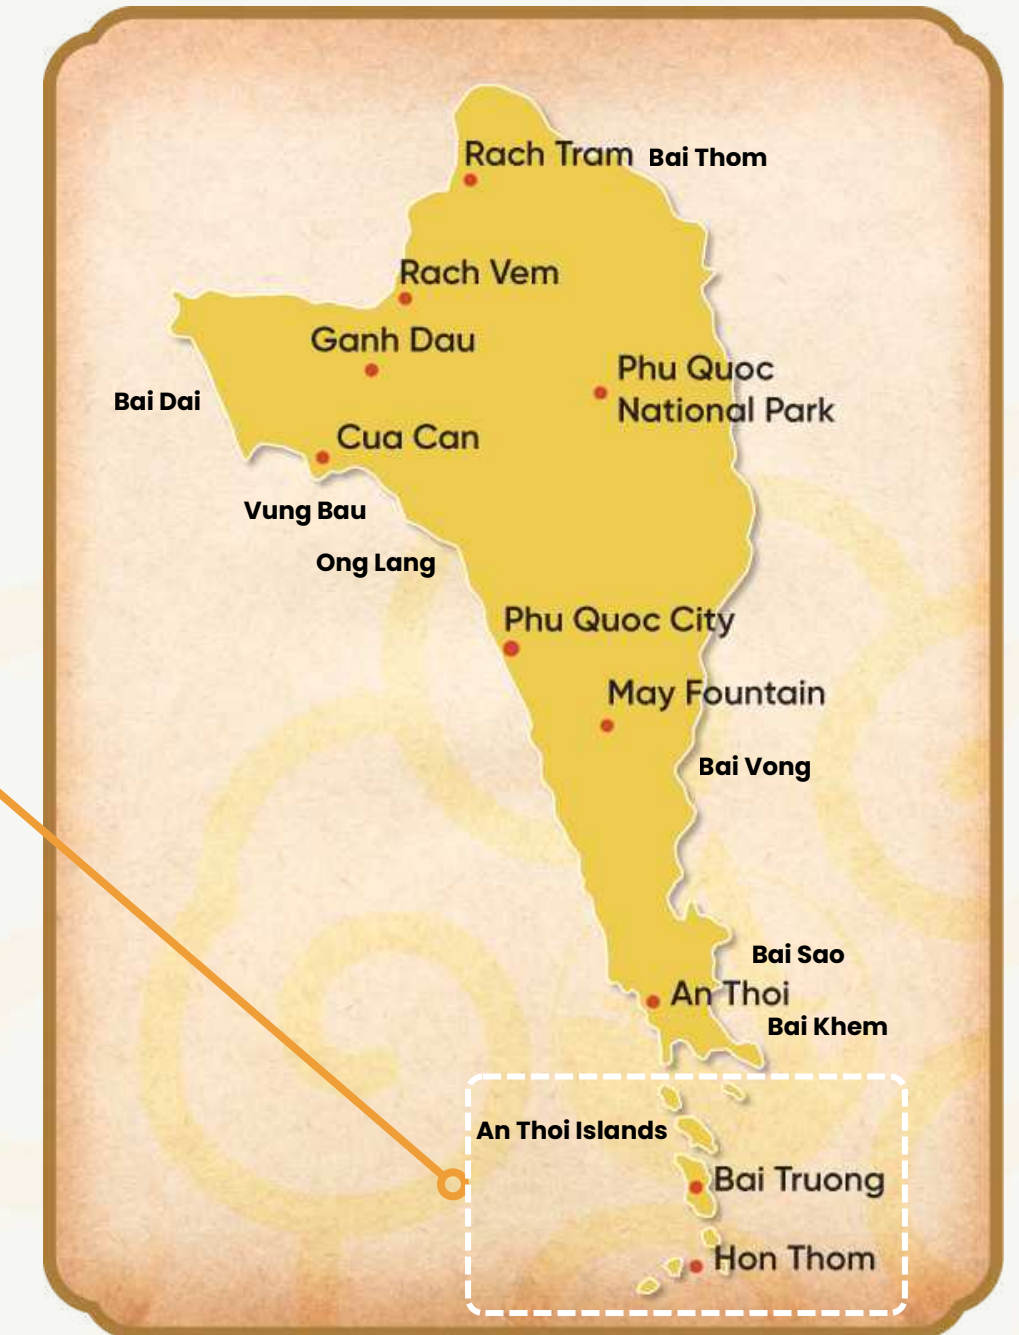 Rach Tram
Bai Thom
Rach Vem
Ganh Dau
Phu Quoc
National Park
Bai Dai
Cua Can
Vung Bau
Ong Lang
Phu Quoc City
May Fountain
Bai Vong
Bai Sao
An Thoi
Bai Khem
An Thoi Islands
Bai Truong
Hon Thom